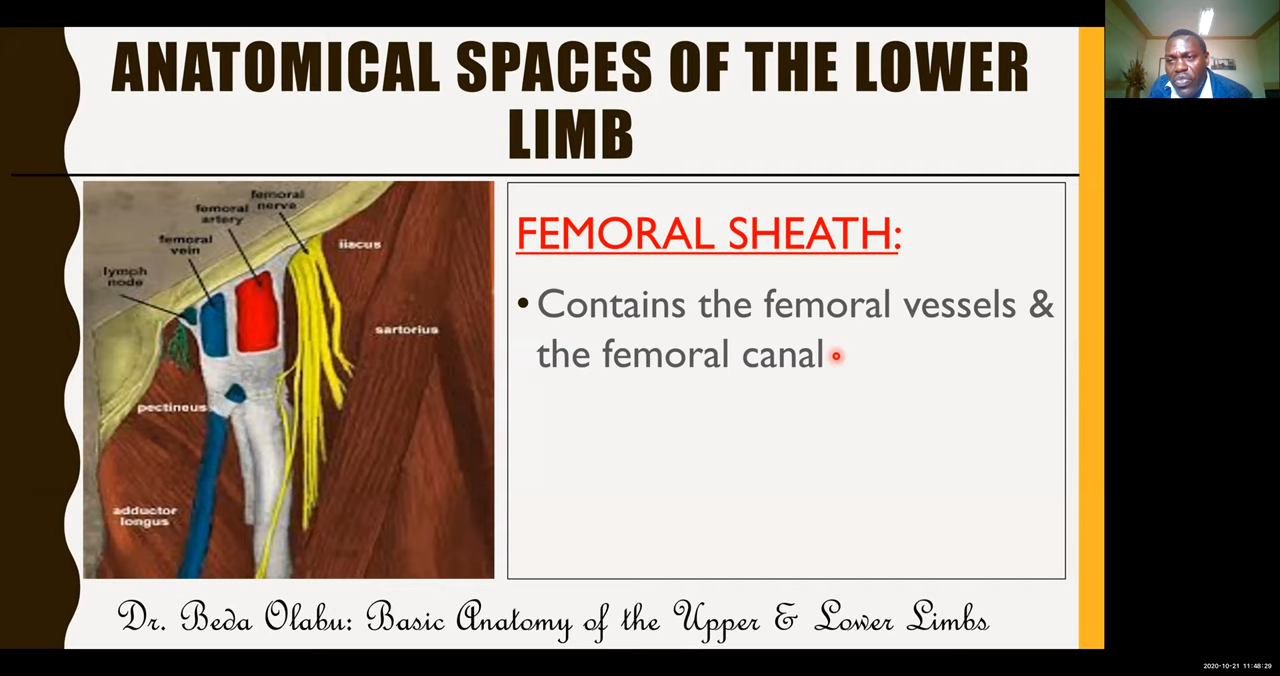 ANATOMICAL SPACES OF THE LOWER
LIMB
femoral
nerve
femoral
artery
femoral
vein
lymph
node
iiacus
sartorius
pectineus
adductor
longus
FEMORAL SHEATH:
• Contains the femoral vessels &
the femoral canal
Dr. Beda Olabu: Basic Anatomy of the Upper & Lower Limbs
2020-10-21 11:48:29